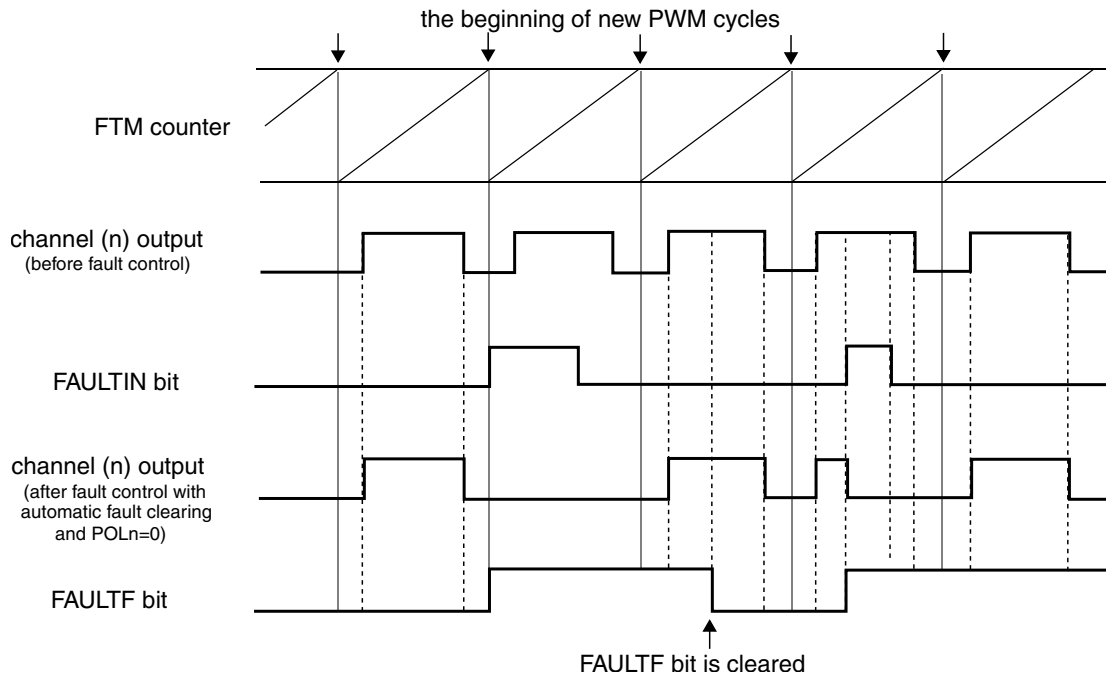 the beginning of new PWM cycles
FTM counter
channel (n) output
(before fault control)
FAULTIN bit
channel (n) output
(after fault control with
automatic fault clearing
and POLn=0)
FAULTF bit
FAULTF bit is cleared